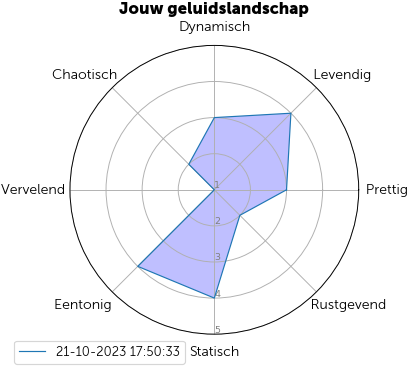 Jouw geluidslandschap
Dynamisch
Chaotisch
Levendig
Vervelend
1
Prettig
2
3
4
Eentonig
Rustgevend
5
21-10-2023 17:50:33
Statisch